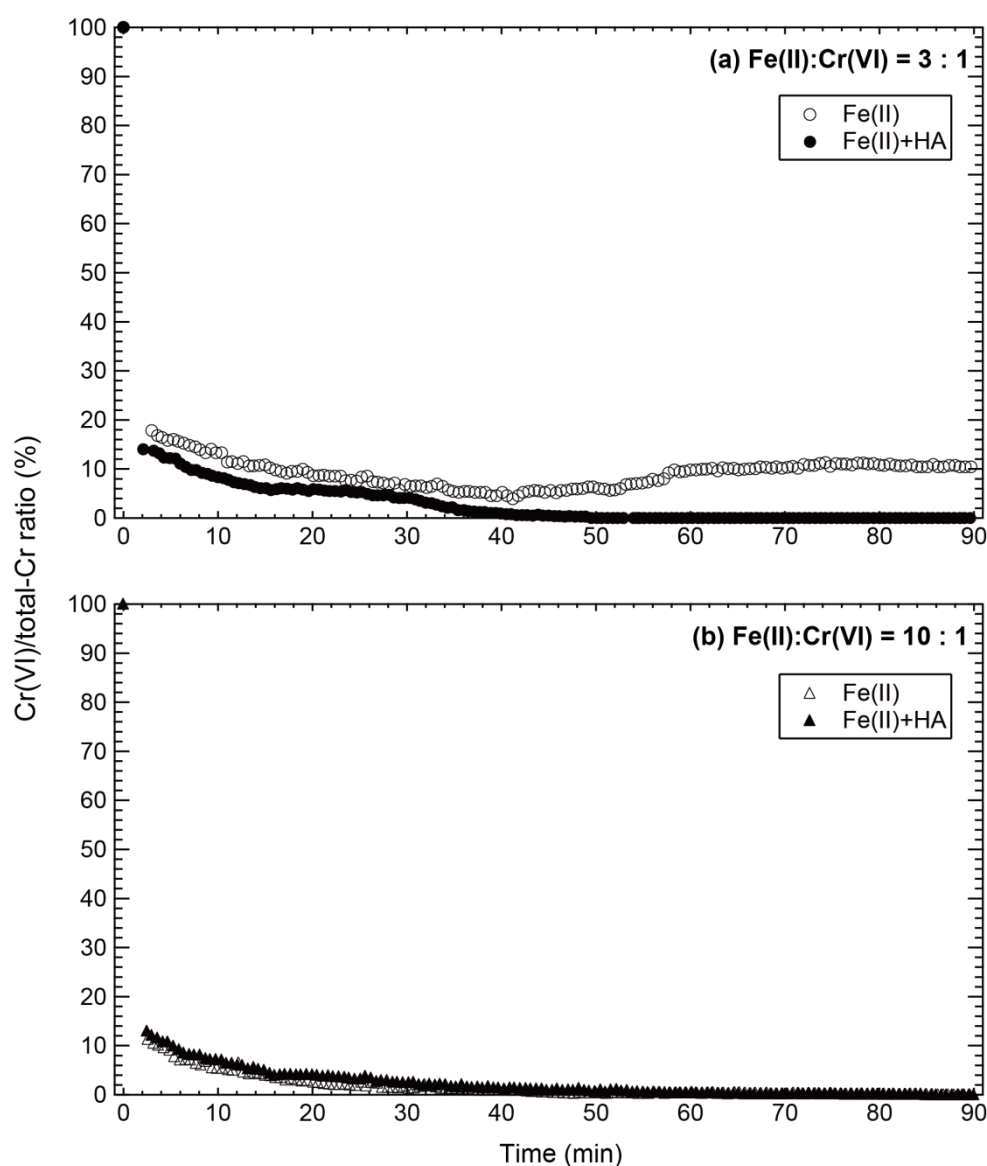 Cr(VI)/total-Cr ratio (%)
100
90
80
70
60
50
40
30
20
10
0
(a) Fe(II):Cr(VI) = 3 : 1
Fe(II)
Fe(II)+HA
0 10 20 30 40 50 60 70 80 90
100
90
80
70
60
50
40
30
20
10
0
(b) Fe(II):Cr(VI) = 10 : 1
Fe(II)
Fe(II)+HA
0 10 20 30 40 50 60 70 80 90
Time (min)